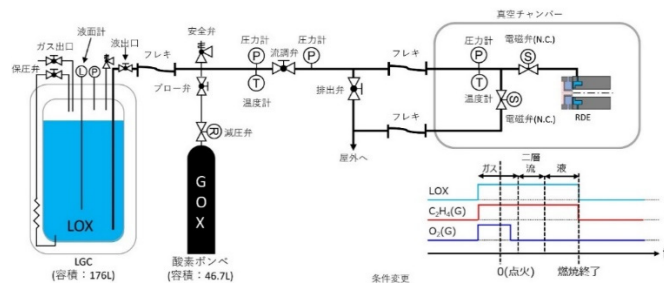 真空チャンバー
安全弁
液面計
ガス出口
液出口
保圧弁
フレキ
圧力計
流調弁
圧力計
フレキ
圧力計
電磁弁(N.C.)
L
P
P
P
P
S
T
T
ブロー弁
排出弁
温度計
温度計
S
電磁弁(N.C.)
RDE
R
減圧弁
フレキ
屋外へ
GOX
LOX
LGC
(容積：176L)
酸素ボンベ
(容積：46.7L)
二層
ガス
流
液
LOX
C₂H₄(G)
O₂(G)
t
0(点火)
燃焼終了
条件変更